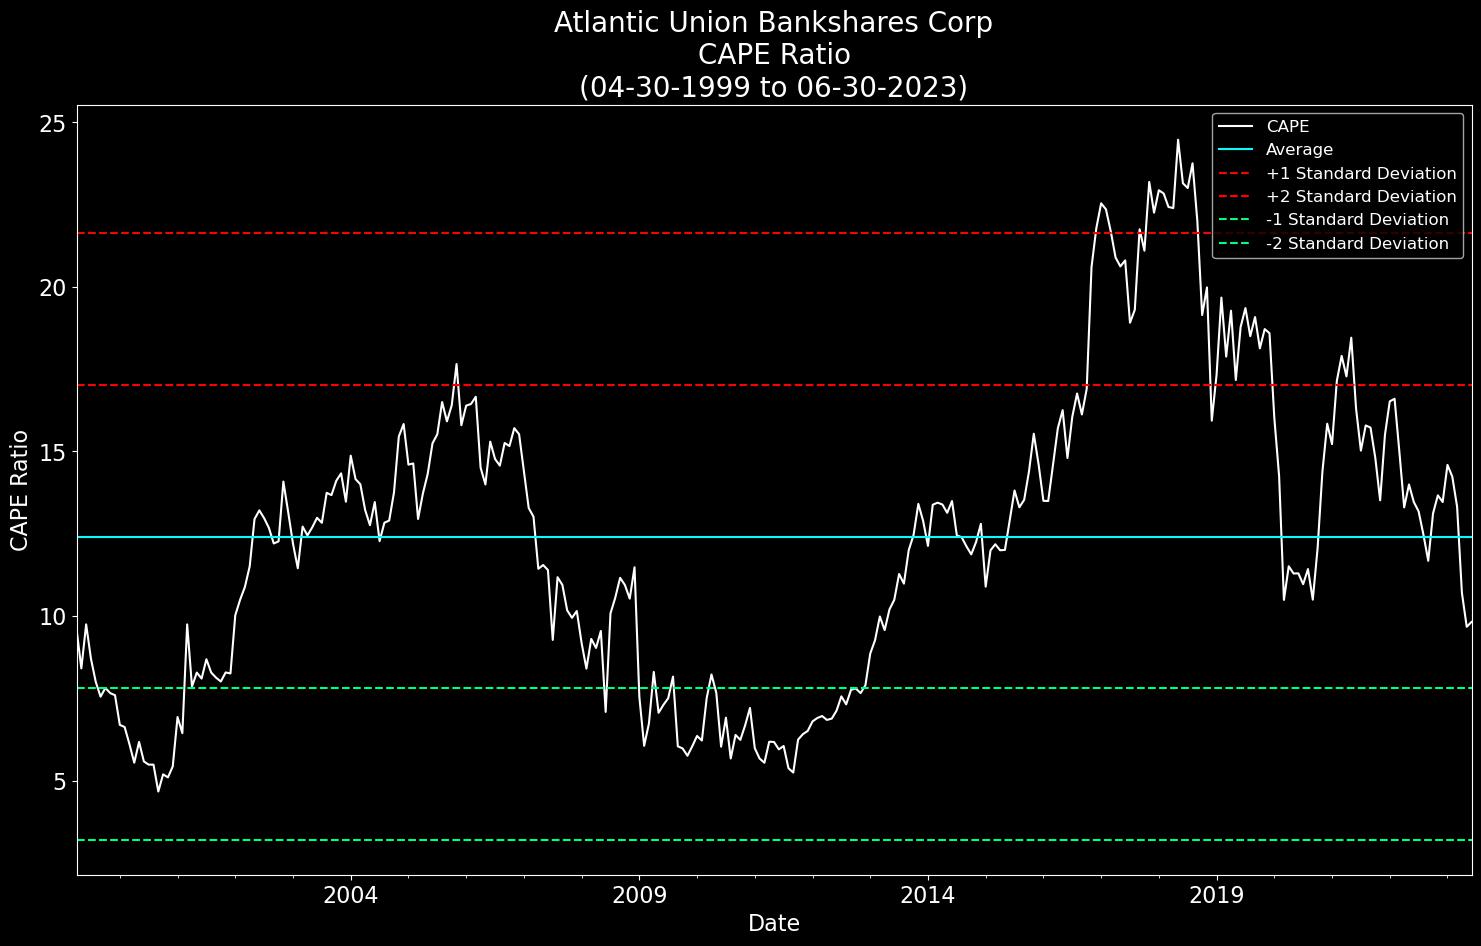 Atlantic Union Bankshares Corp
CAPE Ratio
(04-30-1999 to 06-30-2023)
CAPE
Average
+1 Standard Deviation
+2 Standard Deviation
-1 Standard Deviation
-2 Standard Deviation
CAPE Ratio
25
20
15
10
5
2004
2009
2014
2019
Date